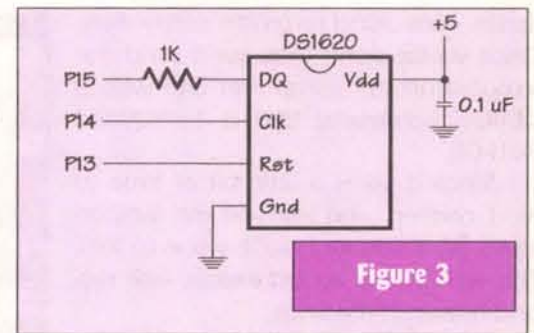 +5
1K
DS1620
P15
DQ
Vdd
P14
Clk
0.1 uF
P13
Rst
Gnd
Figure 3